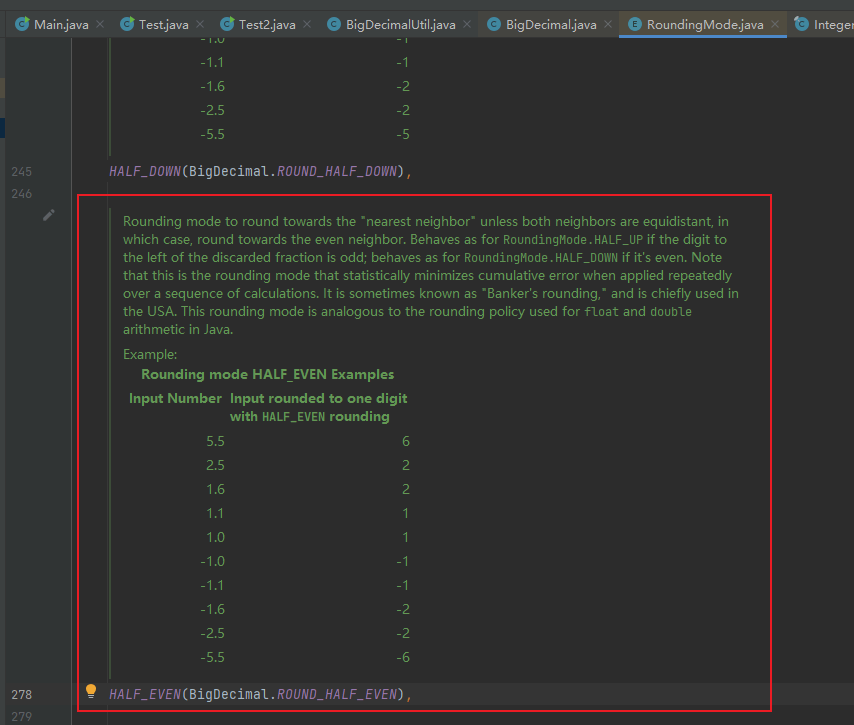 Main.java Test.java Test2.java BigDecimalUtil.java BigDecimal.java RoundingMode.java Integer
-1.0 -1
-1.1 -1
-1.6 -2
-2.5 -2
-5.5 -5
245 HALF_DOWN(BigDecimal.ROUND_HALF_DOWN),
246
Rounding mode to round towards the "nearest neighbor" unless both neighbors are equidistant, in
which case, round towards the even neighbor. Behaves as for RoundingMode.HALF_UP if the digit to
the left of the discarded fraction is odd; behaves as for RoundingMode.HALF_DOWN if it's even. Note
that this is the rounding mode that statistically minimizes cumulative error when applied repeatedly
over a sequence of calculations. It is sometimes known as "Banker's rounding," and is chiefly used in
the USA. This rounding mode is analogous to the rounding policy used for float and double
arithmetic in Java.
Example:
Rounding mode HALF_EVEN Examples
Input Number Input rounded to one digit
with HALF_EVEN rounding
5.5 6
2.5 2
1.6 2
1.1 1
1.0 1
-1.0 -1
-1.1 -1
-1.6 -2
-2.5 -2
-5.5 -6
278 HALF_EVEN(BigDecimal.ROUND_HALF_EVEN),
279